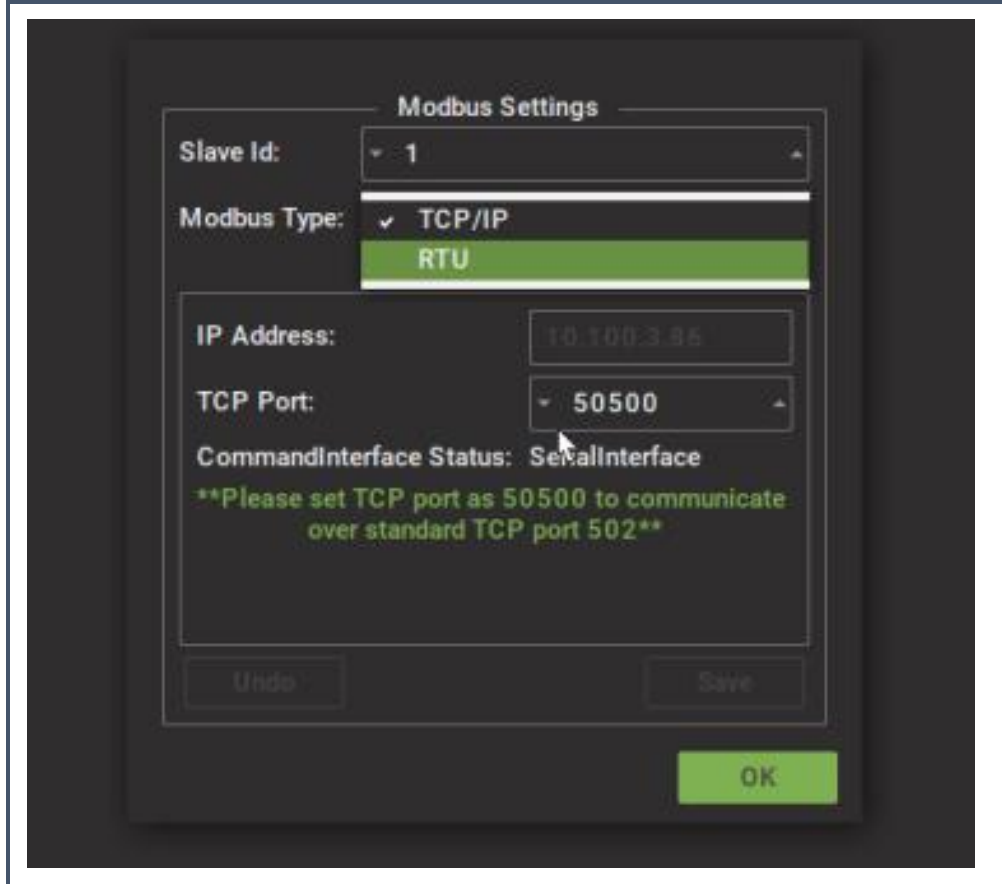 Modbus Settings
Slave Id: 1
Modbus Type: TCP/IP
RTU
IP Address: 10.100.3.86
TCP Port: 50500
CommandInterface Status: SerialInterface
**Please set TCP port as 50500 to communicate
over standard TCP port 502**
Undo Save
OK